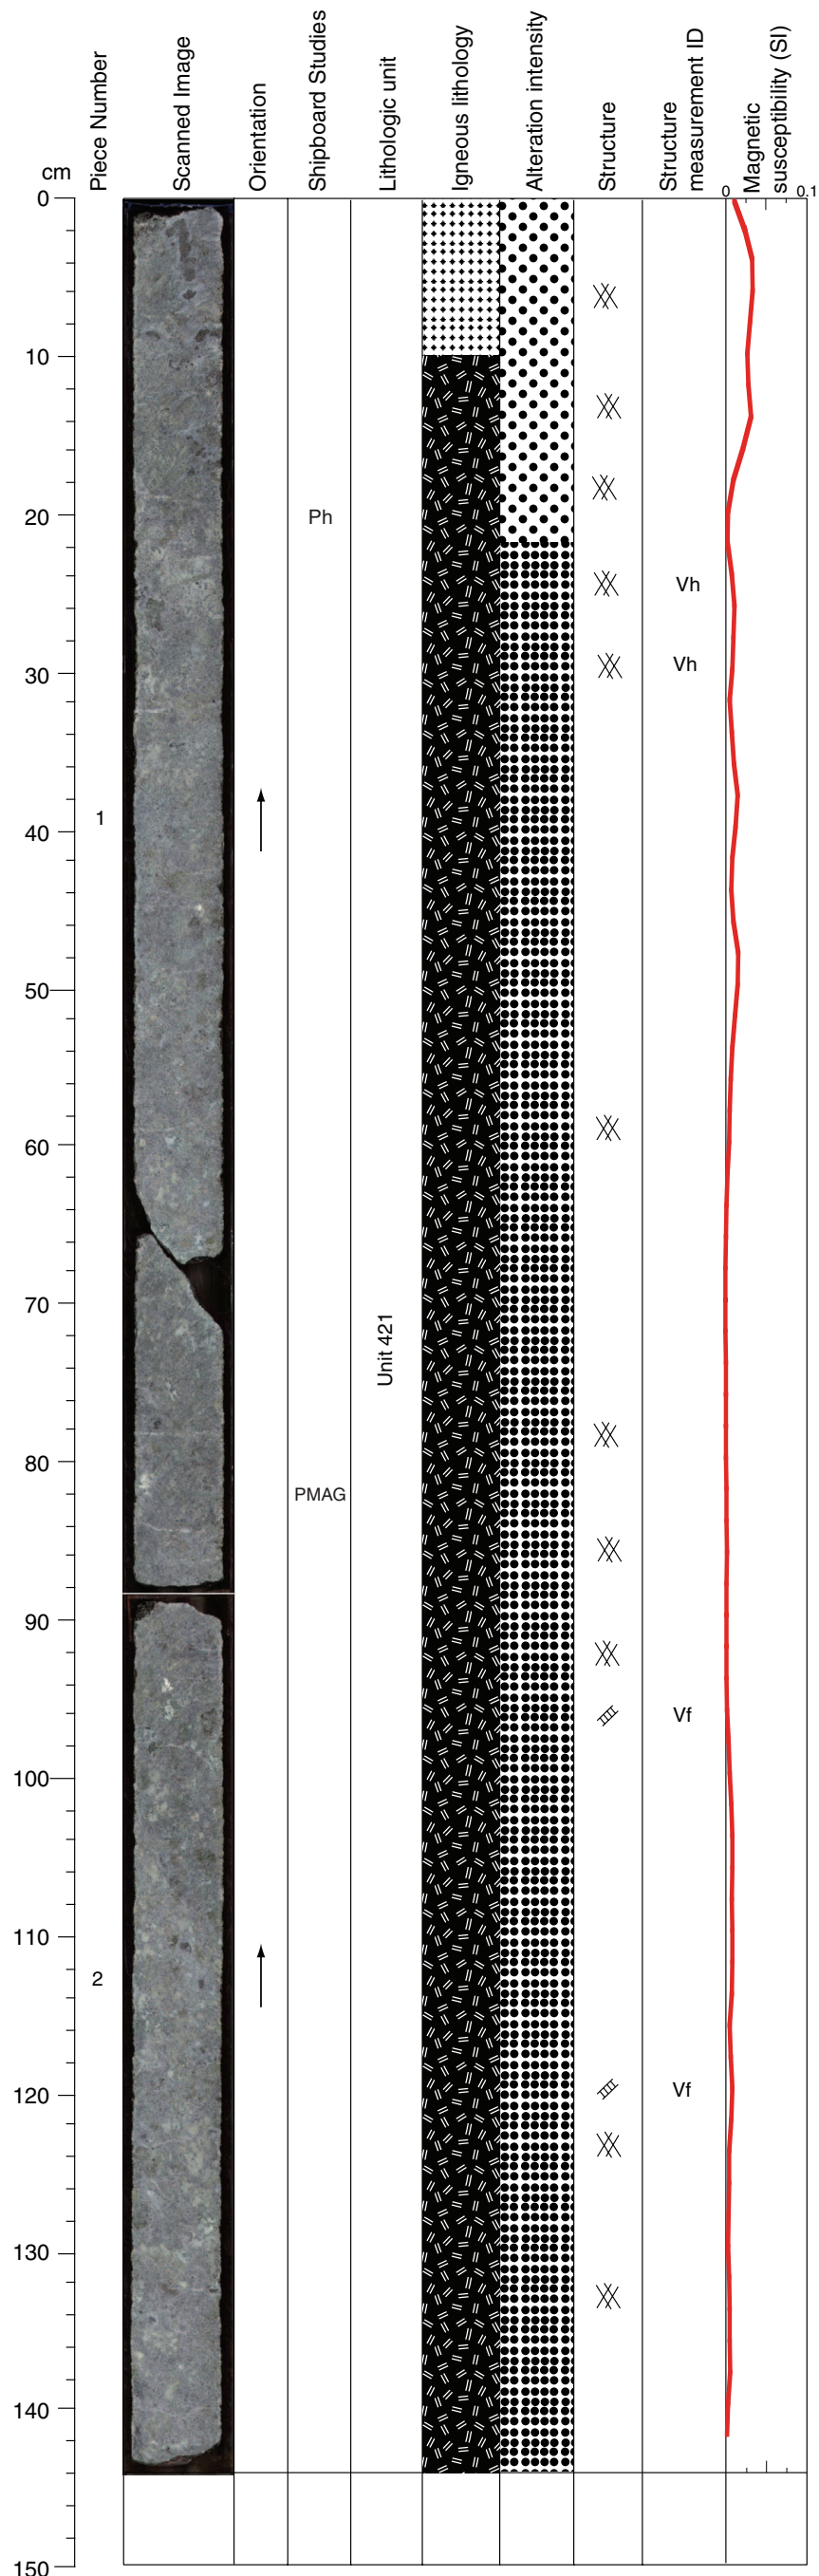 cm
Piece Number
Scanned Image
Orientation
Shipboard Studies
Lithologic unit
Igneous lithology
Alteration intensity
Structure
Structure
measurement ID
Magnetic
susceptibility (SI)
0 0.1
0
10
20
Ph
Vh
30
Vh
1
40
50
60
70
Unit 421
80
PMAG
90
Vf
100
110
2
120
Vf
130
140
150